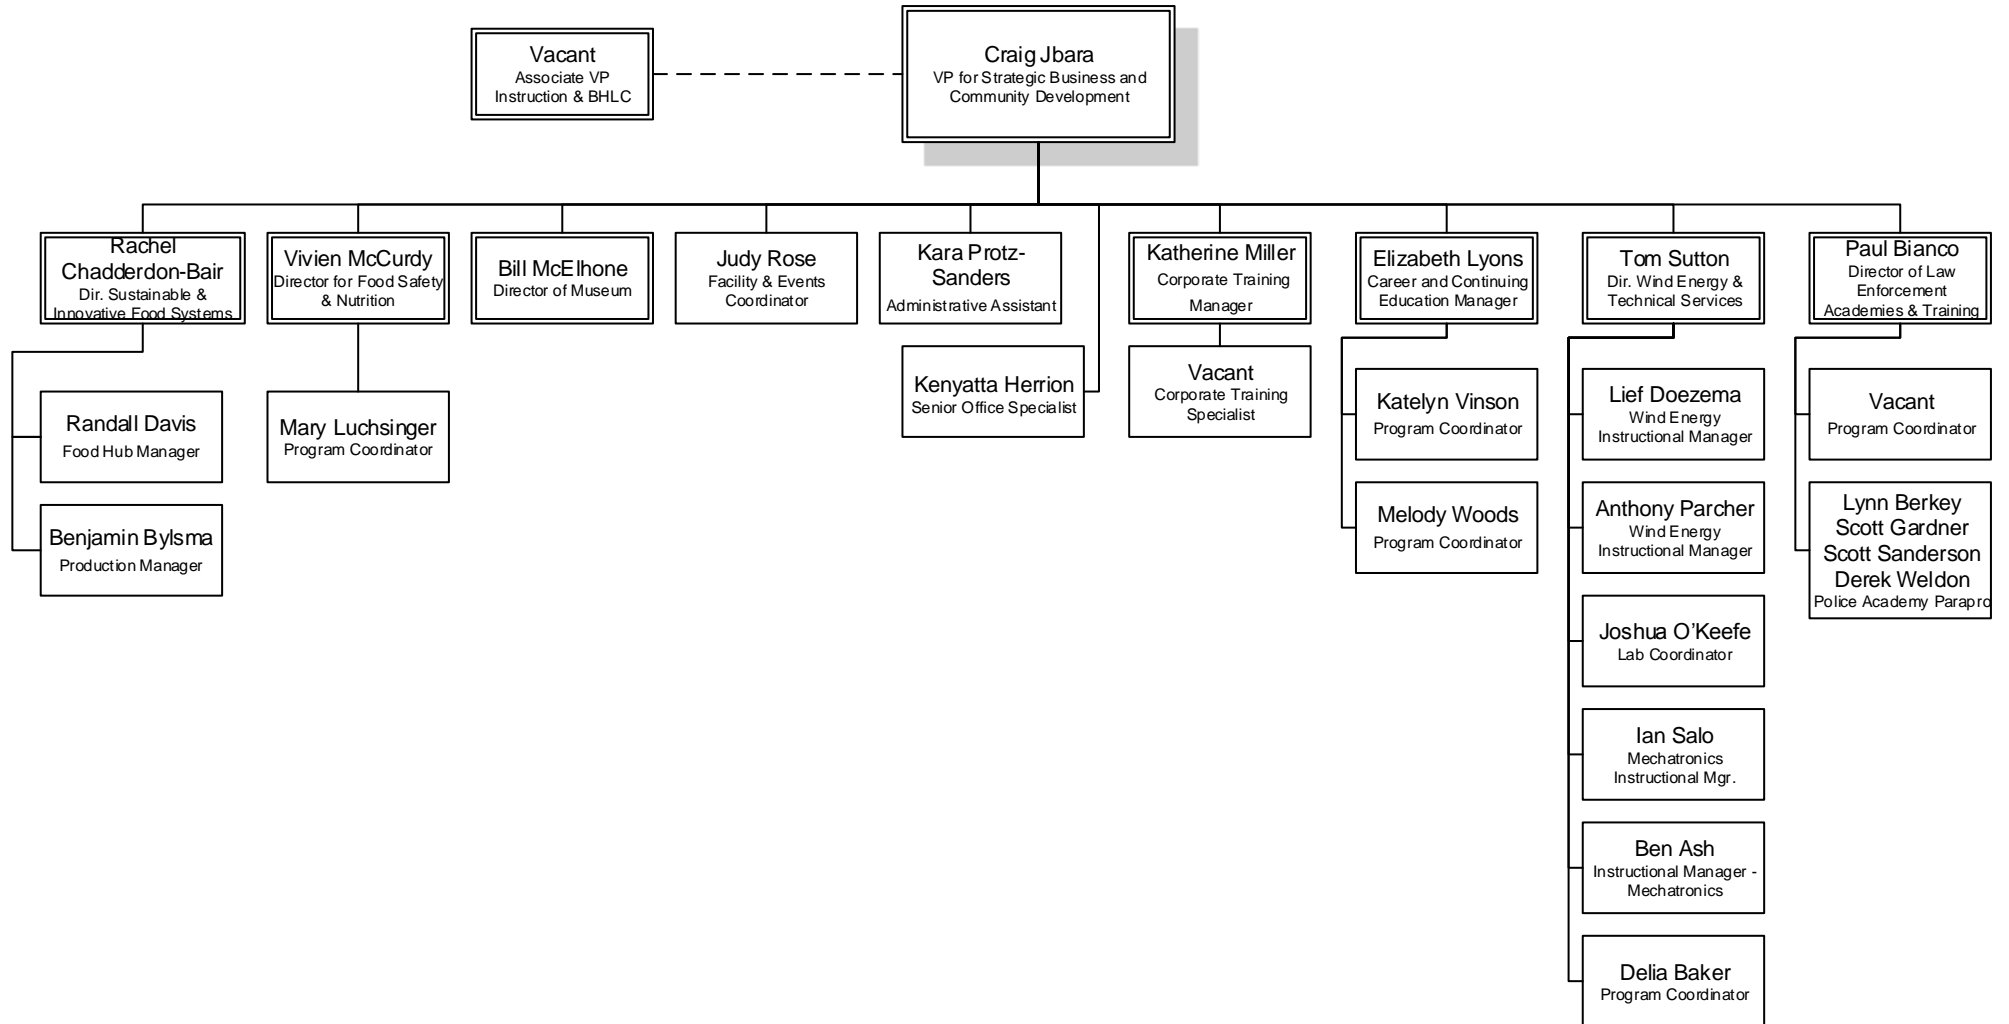 Vacant
Associate VP
Instruction & BHLC
Craig Jbara
VP for Strategic Business and
Community Development
Rachel
Chadderdon-Bair
Dir. Sustainable &
Innovative Food Systems
Vivien McCurdy
Director for Food Safety
& Nutrition
Bill McElhone
Director of Museum
Judy Rose
Facility & Events
Coordinator
Kara Protz-
Sanders
Administrative Assistant
Katherine Miller
Corporate Training
Manager
Elizabeth Lyons
Career and Continuing
Education Manager
Tom Sutton
Dir. Wind Energy &
Technical Services
Paul Bianco
Director of Law
Enforcement
Academies & Training
Randall Davis
Food Hub Manager
Benjamin Bylsma
Production Manager
Mary Luchsinger
Program Coordinator
Kenyatta Herrion
Senior Office Specialist
Vacant
Corporate Training
Specialist
Katelyn Vinson
Program Coordinator
Melody Woods
Program Coordinator
Lief Doezema
Wind Energy
Instructional Manager
Anthony Parcher
Wind Energy
Instructional Manager
Joshua O’Keefe
Lab Coordinator
Ian Salo
Mechatronics
Instructional Mgr.
Ben Ash
Instructional Manager -
Mechatronics
Delia Baker
Program Coordinator
Vacant
Program Coordinator
Lynn Berkey
Scott Gardner
Scott Sanderson
Derek Weldon
Police Academy Parapro